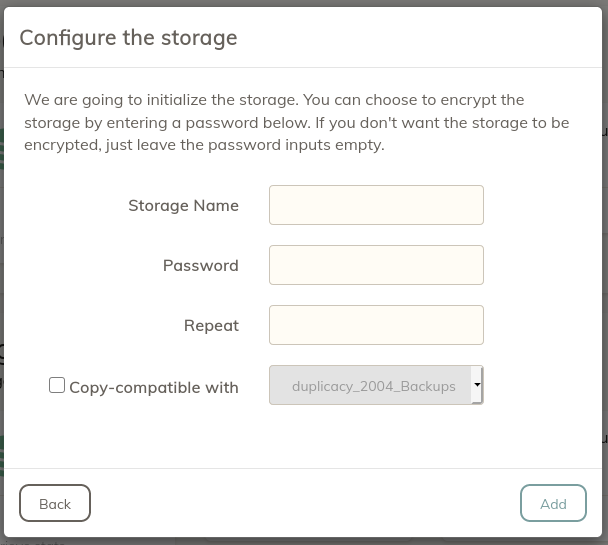 Configure the storage
We are going to initialize the storage. You can choose to encrypt the
storage by entering a password below. If you don't want the storage to be
encrypted, just leave the password inputs empty.
Storage Name
Password
Repeat
Copy-compatible with
duplicacy_2004_Backups
Back
Add